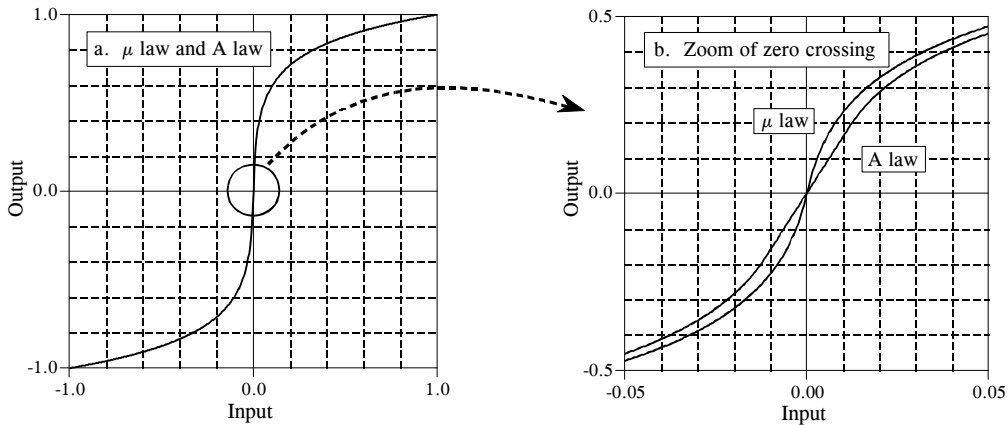 a. μ law and A law
1.0
0.0
-1.0
Output
-1.0 0.0 1.0
Input
b. Zoom of zero crossing
μ law
A law
0.5
0.0
-0.5
Output
-0.05 0.00 0.05
Input